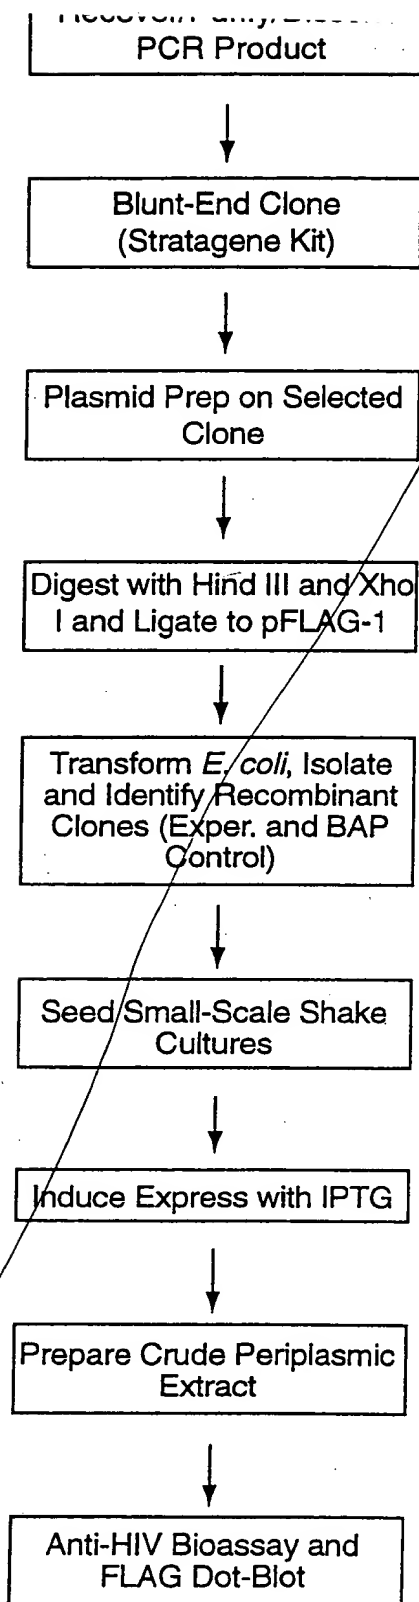 PCR Product
Blunt-End Clone
(Stratagene Kit)
Plasmid Prep on Selected
Clone
Digest with Hind III and Xho
I and Ligate to pFLAG-1
Transform E. coli, Isolate
and Identify Recombinant
Clones (Exper. and BAP
Control)
Seed Small-Scale Shake
Cultures
Induce Express with IPTG
Prepare Crude Periplasmic
Extract
Anti-HIV Bioassay and
FLAG Dot-Blot